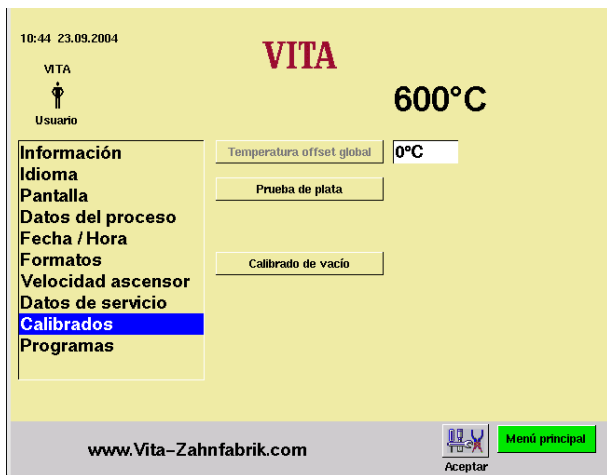 10:44 23.09.2004
VITA
VITA
600°C
Usuario
Información
Idioma
Pantalla
Datos del proceso
Fecha / Hora
Formatos
Velocidad ascensor
Datos de servicio
Calibrados
Programas
Temperatura offset global
0°C
Prueba de plata
Calibrado de vacío
www.Vita-Zahnfabrik.com
Aceptar
Menú principal